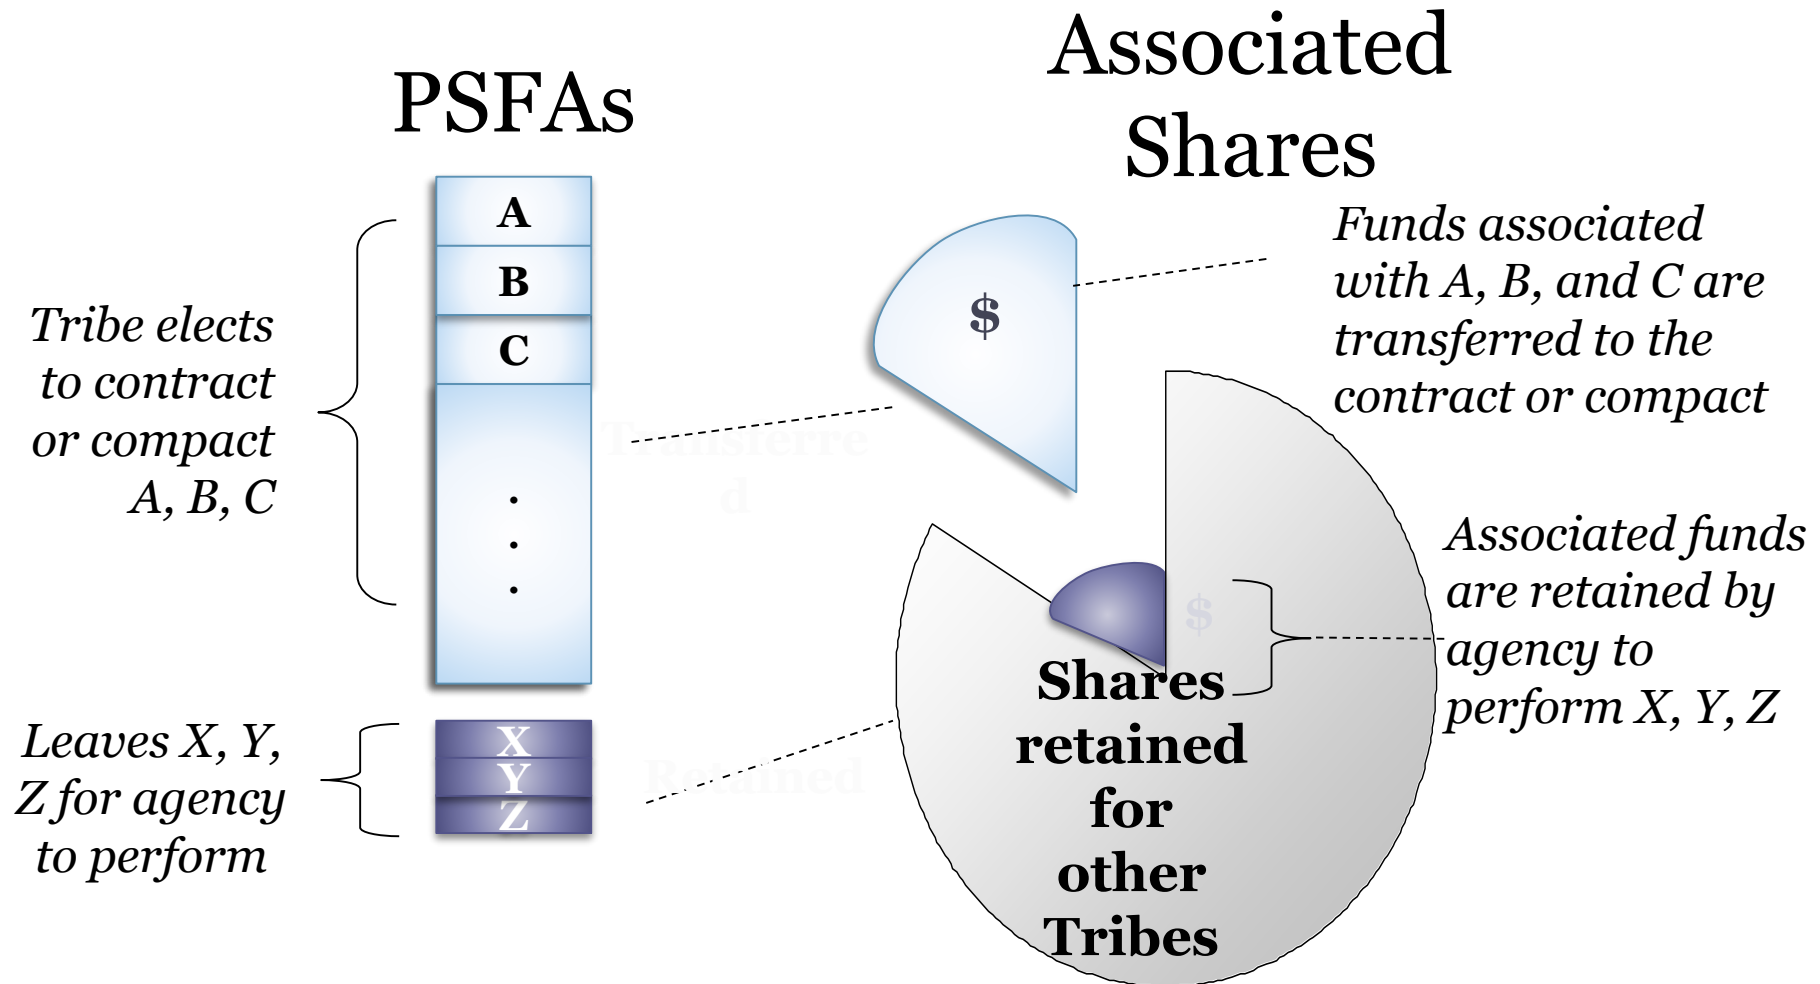 PSFAs
Associated
Shares
A
B
C
.
.
.
X
Y
Z
Tribe elects
to contract
or compact
A, B, C
Leaves X, Y,
Z for agency
to perform
Transferre
d
Retained
$
Funds associated
with A, B, and C are
transferred to the
contract or compact
$
Associated funds
are retained by
agency to
perform X, Y, Z
Shares
retained
for
other
Tribes